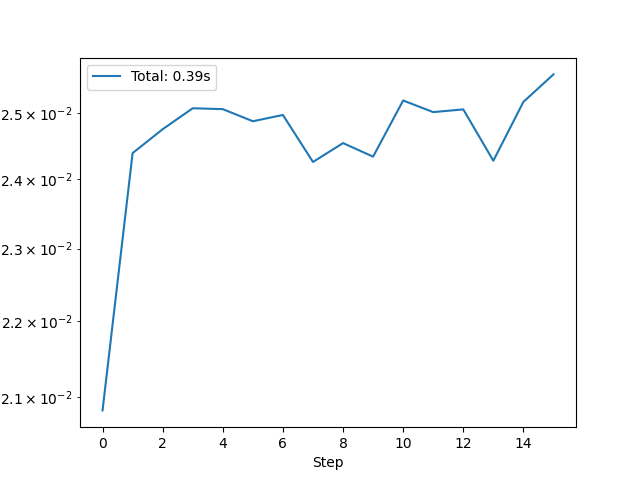 Total: 0.39s
2.5 × 10⁻²
2.4 × 10⁻²
2.3 × 10⁻²
2.2 × 10⁻²
2.1 × 10⁻²
0 2 4 6 8 10 12 14
Step